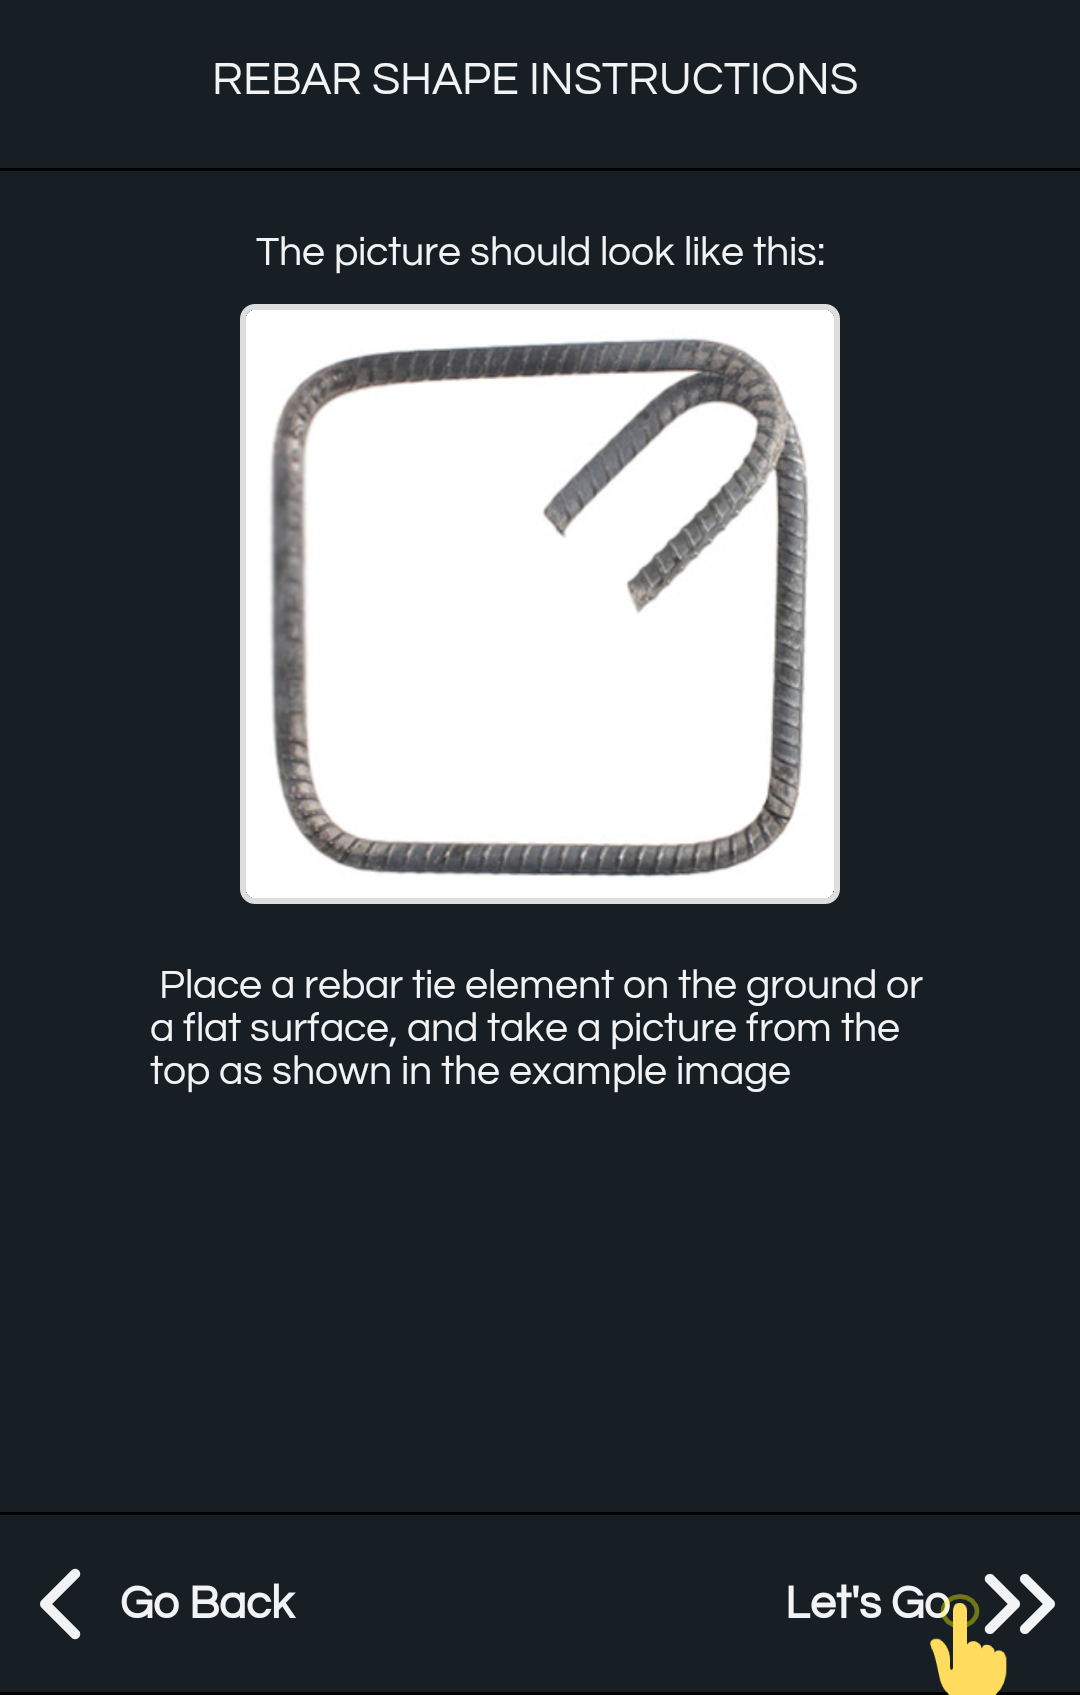 REBAR SHAPE INSTRUCTIONS
The picture should look like this:
Place a rebar tie element on the ground or
a flat surface, and take a picture from the
top as shown in the example image
Go Back
Let's Go